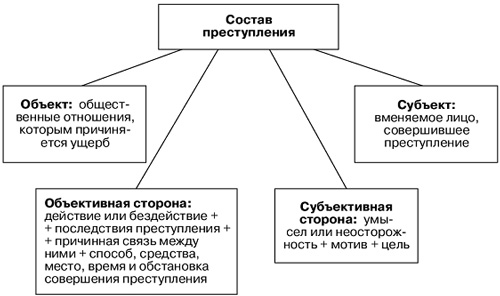 Состав
преступления
Объект: общест-
венные отношения,
которым причиня-
ется ущерб
Субъект:
вменяемое лицо,
совершившее
преступление
Объективная сторона:
действие или бездействие +
+ последствия преступления +
+ причинная связь между
ними + способ, средства,
место, время и обстановка
совершения преступления
Субъективная
сторона: умы-
сел или неосторож-
ность + мотив + цель